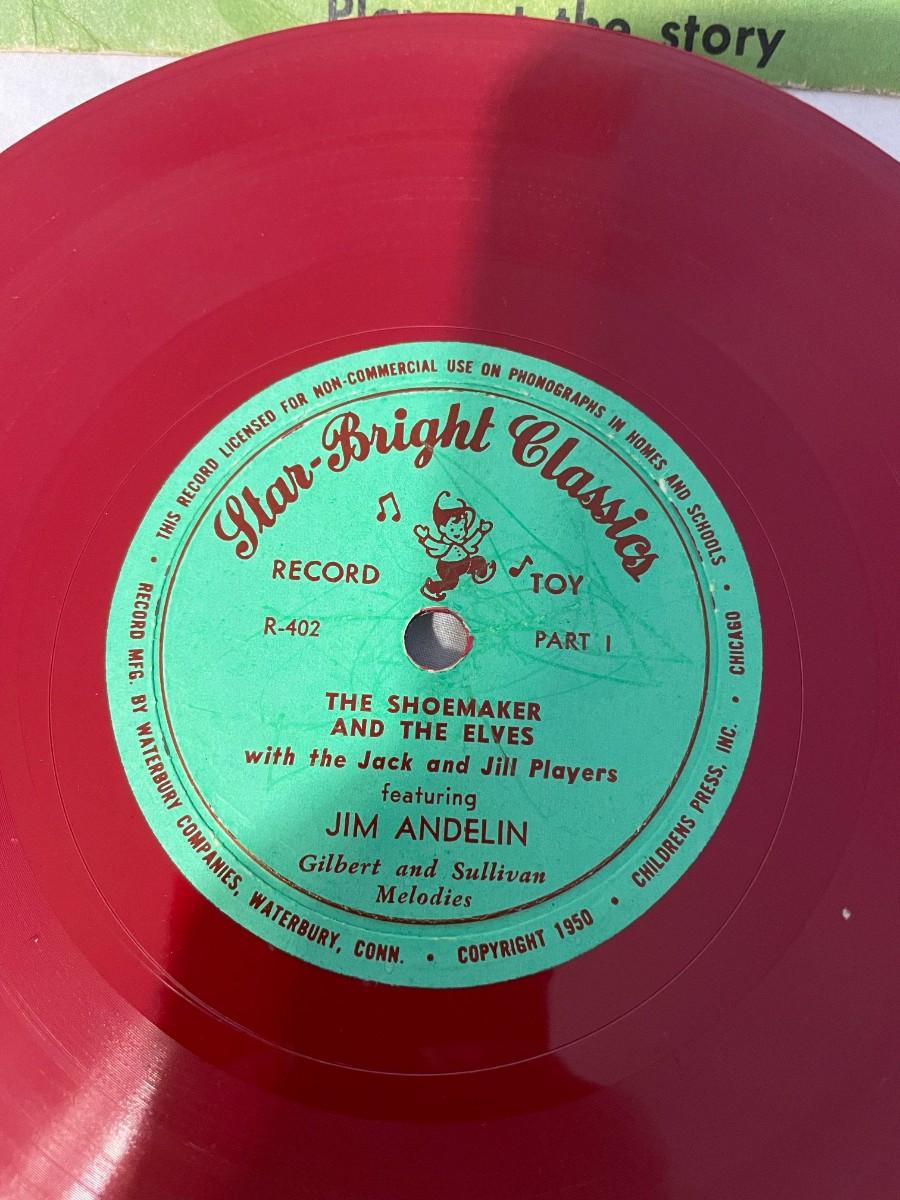 the story
THIS RECORD LICENSED FOR NON-COMMERCIAL USE ON PHONOGRAPHS IN HOMES AND SCHOOLS •
Star-Bright Classics
RECORD TOY
R-402 PART I
THE SHOEMAKER
AND THE ELVES
with the Jack and Jill Players
featuring
JIM ANDELIN
Gilbert and Sullivan
Melodies
• RECORD MFG. BY WATERBURY COMPANIES, WATERBURY, CONN. • COPYRIGHT 1950 • CHILDRENS PRESS, INC. • CHICAGO